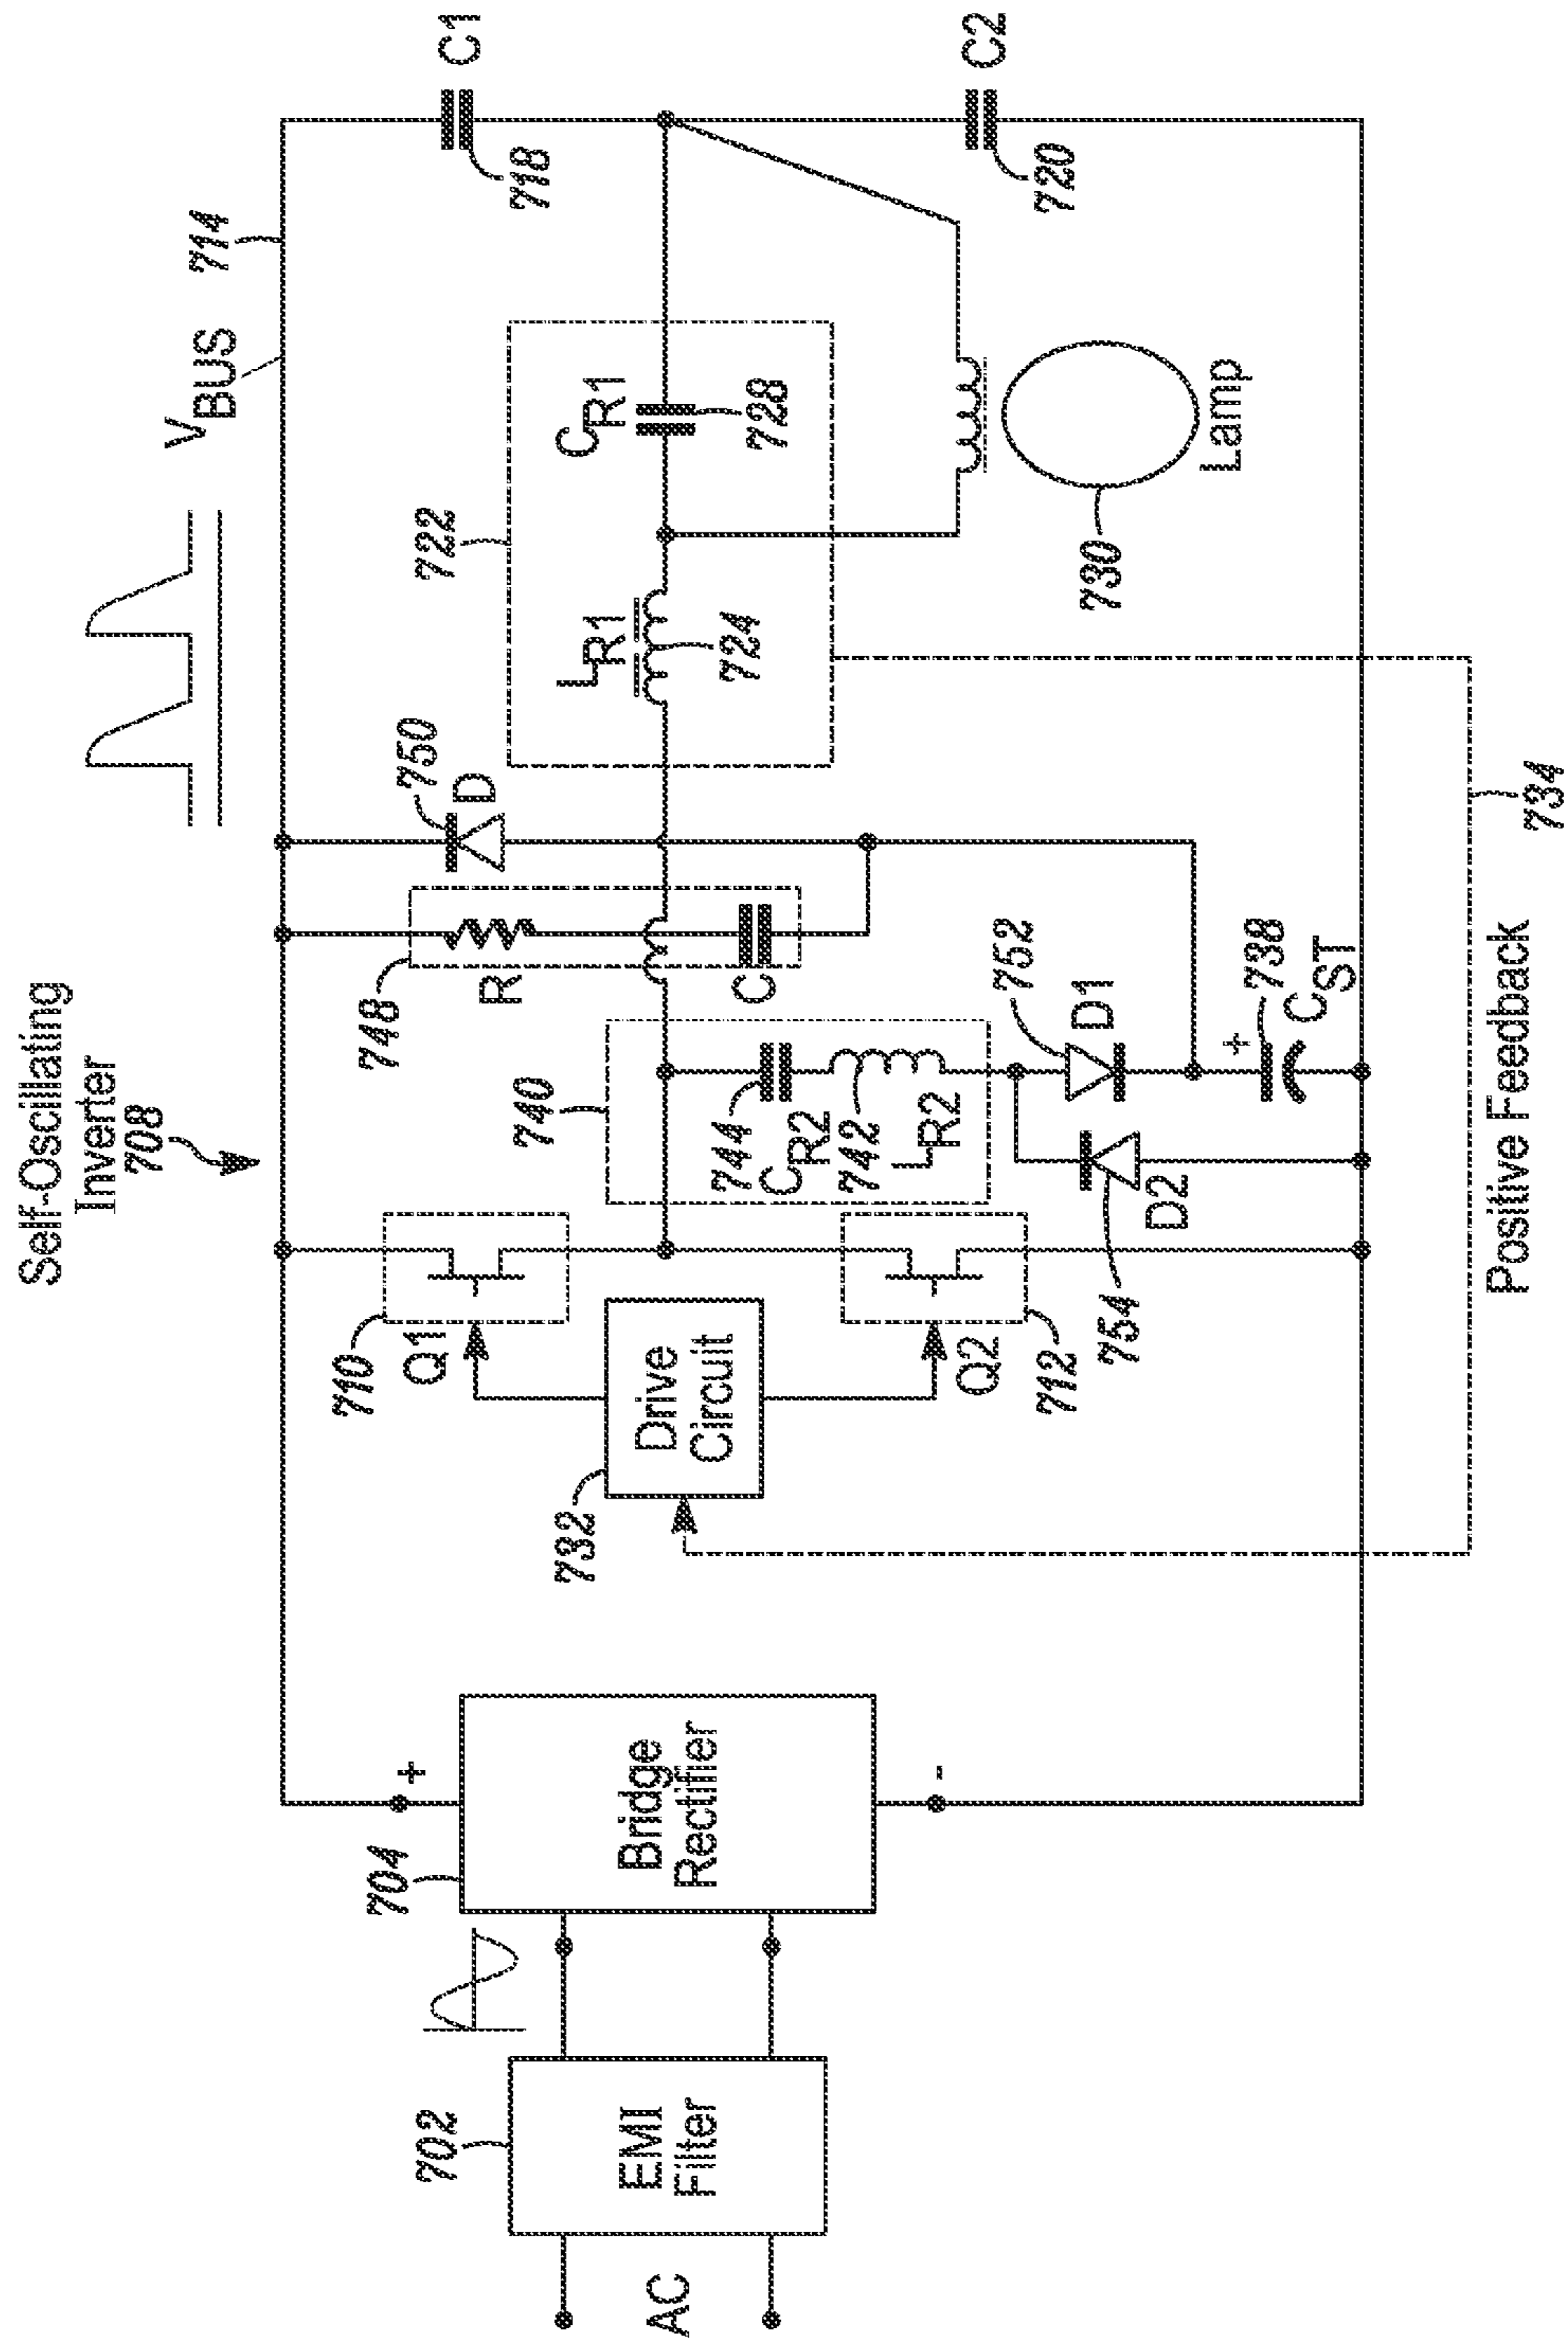 Self-Oscillating
Inverter
708
V
BUS
714
710
Q1
748
R
750
D
722
L
R1
724
C
R1
728
C1
718
AC
702
EMI
Filter
704
Bridge
Rectifier
+
-
732
Drive
Circuit
740
744
C
R2
742
L
R2
C
Q2
712
754
D2
752
D1
+
738
C
ST
730
Lamp
C2
720
Positive Feedback
734